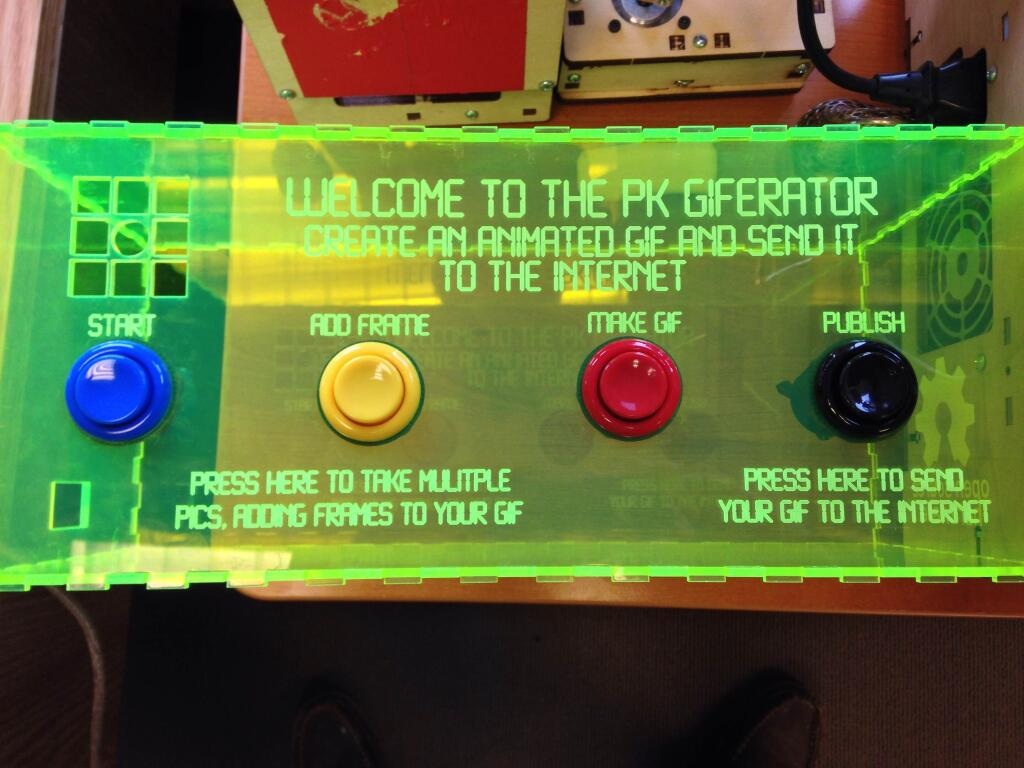 WELCOME TO THE PK GiFERATOR
CREATE AN ANIMATED GiF AND SEND IT
TO THE INTERNET
START
ADD FRAME
MAKE GiF
PUBLISH
PRESS HERE TO TAKE MULITPLE
PICS, ADDING FRAMES TO YOUR GiF
PRESS HERE TO SEND
YOUR GiF TO THE INTERNET